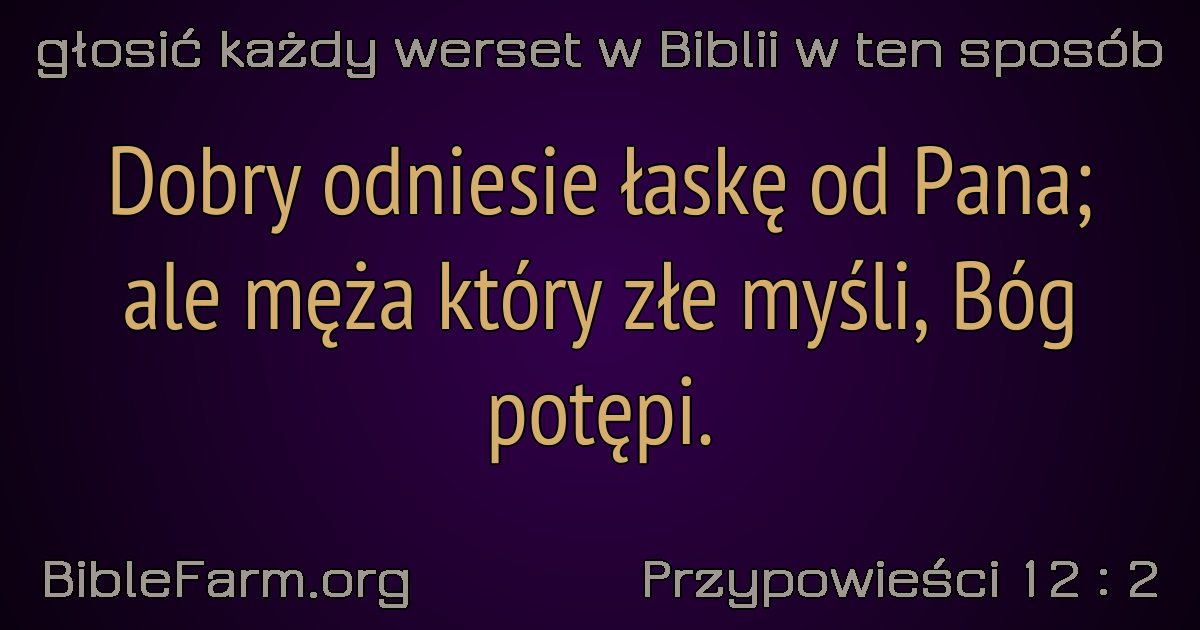 głosić każdy werset w Biblii w ten sposób
Dobry odniesie łaskę od Pana;
ale męża który złe myśli, Bóg
potępi.
BibleFarm.org
Przypowieści 12 : 2